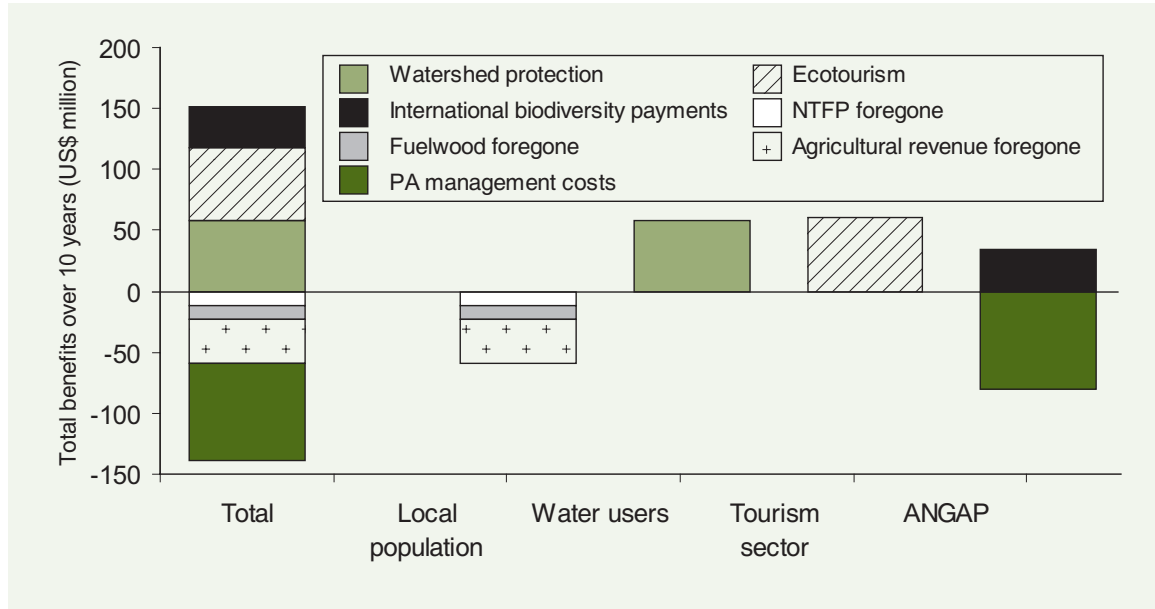 Total benefits over 10 years (US$ million)
200
150
100
50
0
-50
-100
-150
Watershed protection
International biodiversity payments
Fuelwood foregone
PA management costs
Ecotourism
NTFP foregone
Agricultural revenue foregone
Total
Local
population
Water users
Tourism
sector
ANGAP